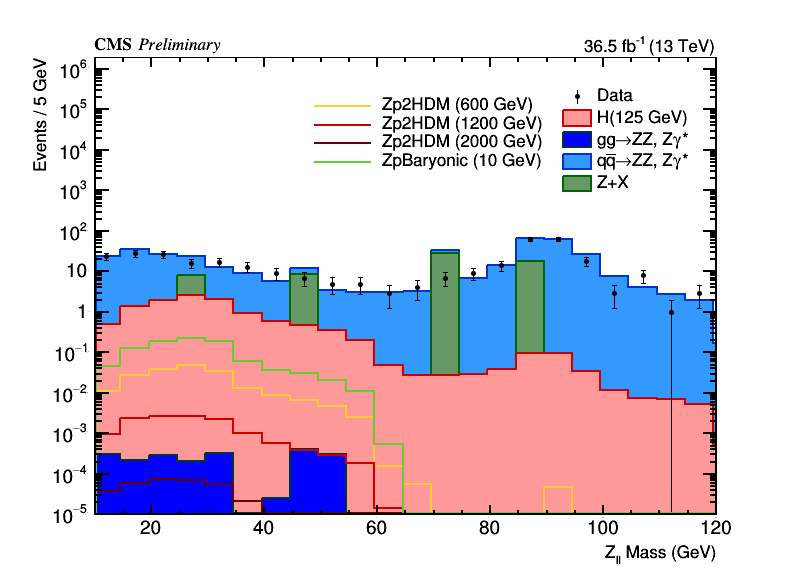 CMS Preliminary
36.5 fb⁻¹ (13 TeV)
Events / 5 GeV
10⁶
10⁵
10⁴
10³
10²
10
1
10⁻¹
10⁻²
10⁻³
10⁻⁴
10⁻⁵
Zp2HDM (600 GeV)
Zp2HDM (1200 GeV)
Zp2HDM (2000 GeV)
ZpBaryonic (10 GeV)
Data
H(125 GeV)
gg→ZZ, Zγ*
qq̅→ZZ, Zγ*
Z+X
20 40 60 80 100 120
Z_ll Mass (GeV)